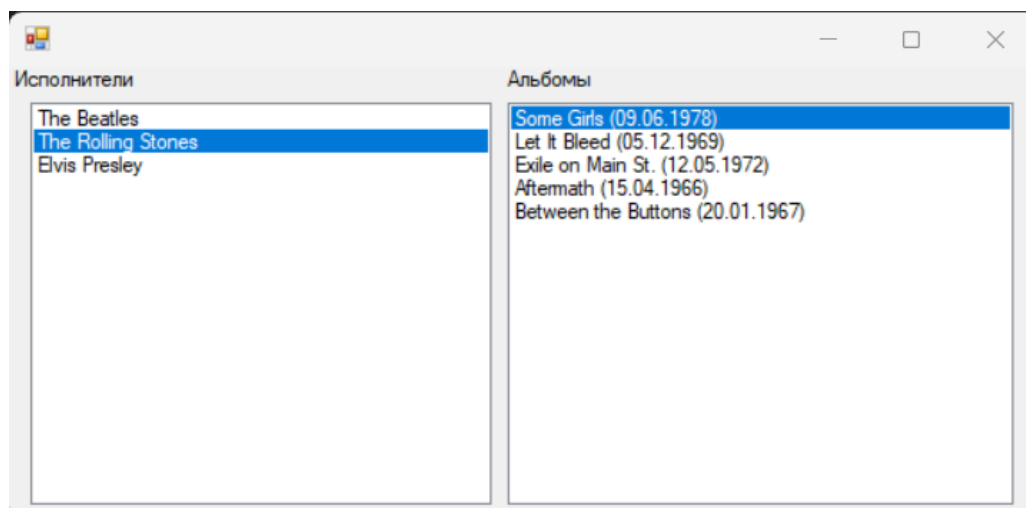 Исполнители
The Beatles
The Rolling Stones
Elvis Presley
Альбомы
Some Girls (09.06.1978)
Let It Bleed (05.12.1969)
Exile on Main St. (12.05.1972)
Aftermath (15.04.1966)
Between the Buttons (20.01.1967)